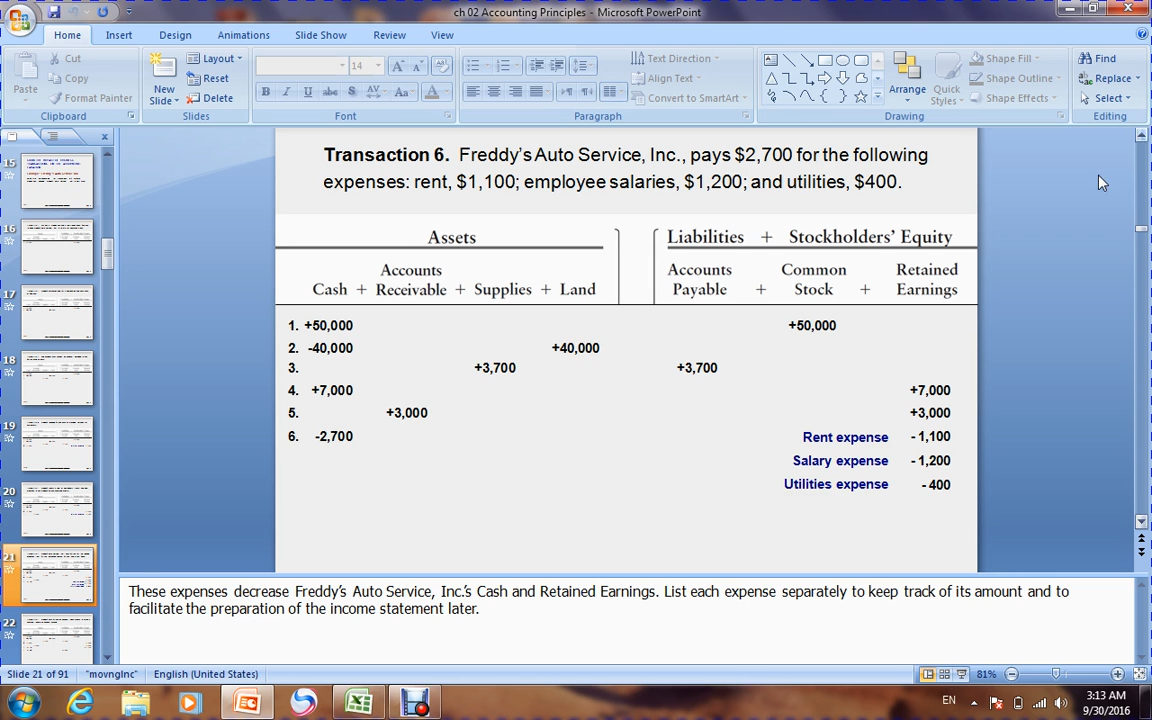 ch 02 Accounting Principles - Microsoft PowerPoint
Home Insert Design Animations Slide Show Review View
Paste
Cut
Copy
Format Painter
Clipboard
New
Slide
Layout
Reset
Delete
Slides
14
B I U abc S AV Aa A
Font
Paragraph
Text Direction
Align Text
Convert to SmartArt
Arrange
Quick
Styles
Shape Fill
Shape Outline
Shape Effects
Drawing
Find
Replace
Select
Editing
15
16
17
18
19
20
21
22
Transaction 6. Freddy's Auto Service, Inc., pays $2,700 for the following
expenses: rent, $1,100; employee salaries, $1,200; and utilities, $400.
Assets Liabilities + Stockholders' Equity
Accounts Accounts Common Retained
Cash + Receivable + Supplies + Land Payable + Stock + Earnings
1. +50,000 +50,000
2. -40,000 +40,000
3. +3,700 +3,700
4. +7,000 +7,000
5. +3,000 +3,000
6. -2,700 Rent expense - 1,100
Salary expense - 1,200
Utilities expense - 400
These expenses decrease Freddy's Auto Service, Inc.'s Cash and Retained Earnings. List each expense separately to keep track of its amount and to
facilitate the preparation of the income statement later.
Slide 21 of 91 "movngInc" English (United States) 81%
EN 3:13 AM
9/30/2016